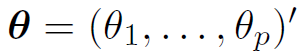 𝜽 = (θ₁, …, θₚ)′